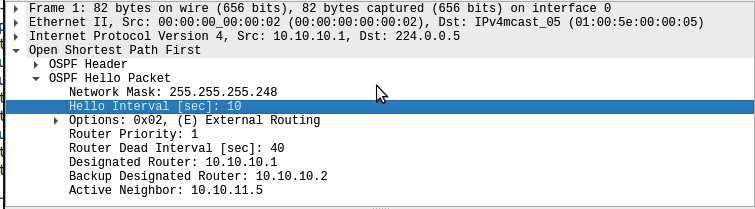 Frame 1: 82 bytes on wire (656 bits), 82 bytes captured (656 bits) on interface 0
Ethernet II, Src: 00:00:00_00:00:02 (00:00:00:00:00:02), Dst: IPv4mcast_05 (01:00:5e:00:00:05)
Internet Protocol Version 4, Src: 10.10.10.1, Dst: 224.0.0.5
Open Shortest Path First
OSPF Header
OSPF Hello Packet
Network Mask: 255.255.255.248
Hello Interval [sec]: 10
Options: 0x02, (E) External Routing
Router Priority: 1
Router Dead Interval [sec]: 40
Designated Router: 10.10.10.1
Backup Designated Router: 10.10.10.2
Active Neighbor: 10.10.11.5